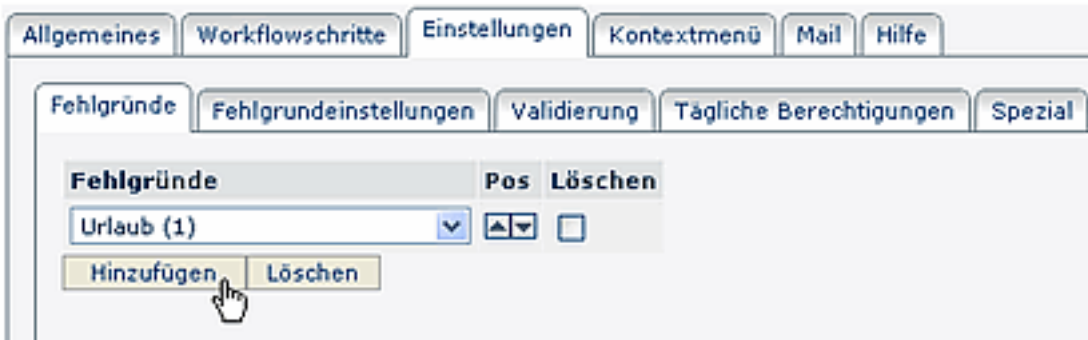 Allgemeines Workflowschritte Einstellungen Kontextmenü Mail Hilfe
Fehlgründe Fehlgrundeinstellungen Validierung Tägliche Berechtigungen Spezial
Fehlgründe Pos Löschen
Urlaub (1)
Hinzufügen Löschen